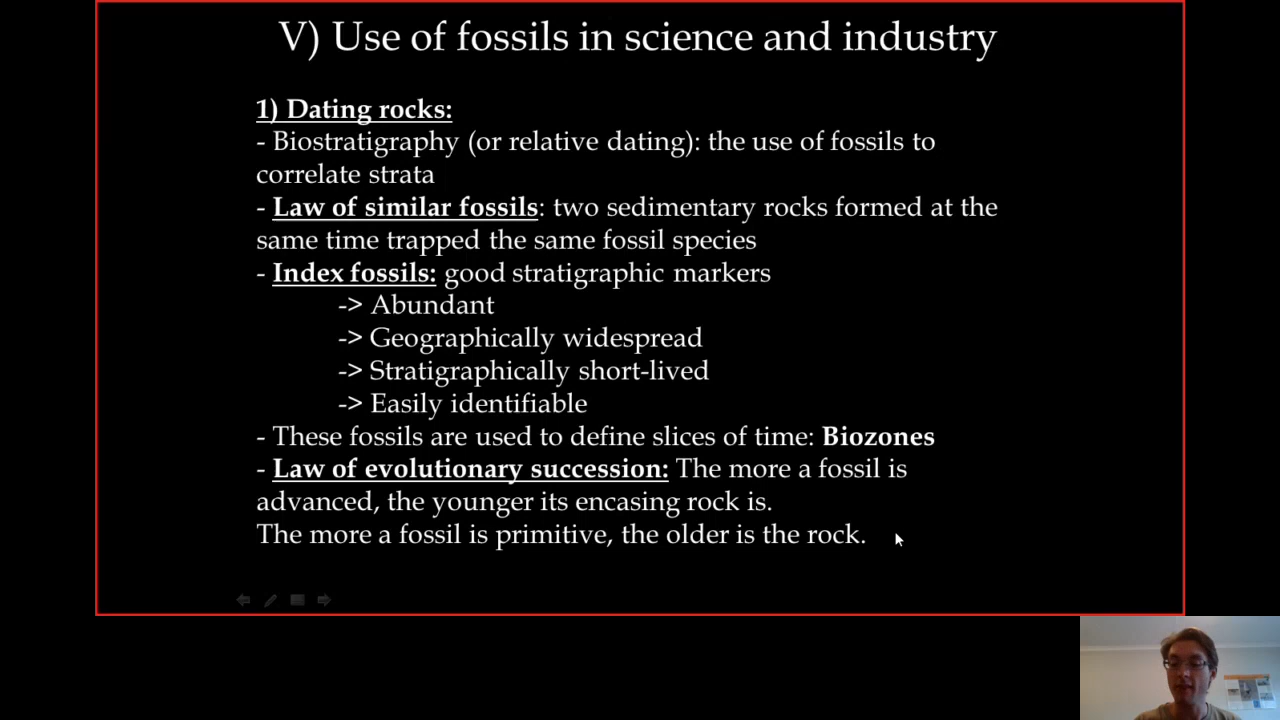 V) Use of fossils in science and industry
1) Dating rocks:
- Biostratigraphy (or relative dating): the use of fossils to
correlate strata
- Law of similar fossils: two sedimentary rocks formed at the
same time trapped the same fossil species
- Index fossils: good stratigraphic markers
-> Abundant
-> Geographically widespread
-> Stratigraphically short-lived
-> Easily identifiable
- These fossils are used to define slices of time: Biozones
- Law of evolutionary succession: The more a fossil is
advanced, the younger its encasing rock is.
The more a fossil is primitive, the older is the rock.